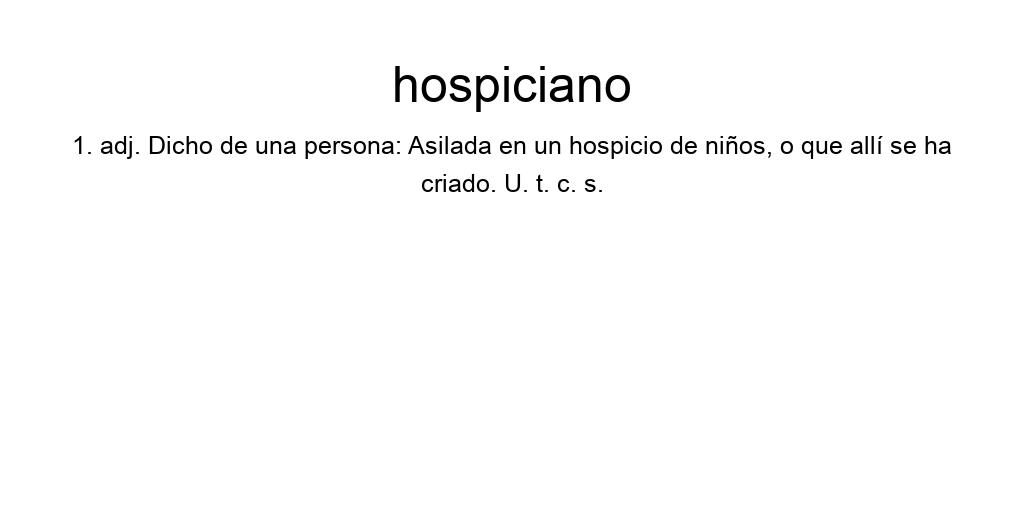 hospiciano
1. adj. Dicho de una persona: Asilada en un hospicio de niños, o que allí se ha
criado. U. t. c. s.